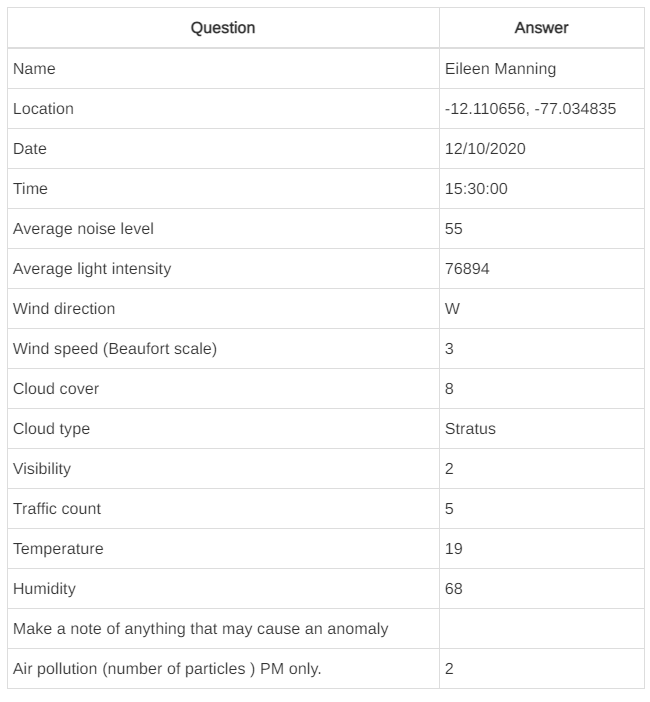 Question Answer
Name Eileen Manning
Location -12.110656, -77.034835
Date 12/10/2020
Time 15:30:00
Average noise level 55
Average light intensity 76894
Wind direction W
Wind speed (Beaufort scale) 3
Cloud cover 8
Cloud type Stratus
Visibility 2
Traffic count 5
Temperature 19
Humidity 68
Make a note of anything that may cause an anomaly
Air pollution (number of particles ) PM only. 2